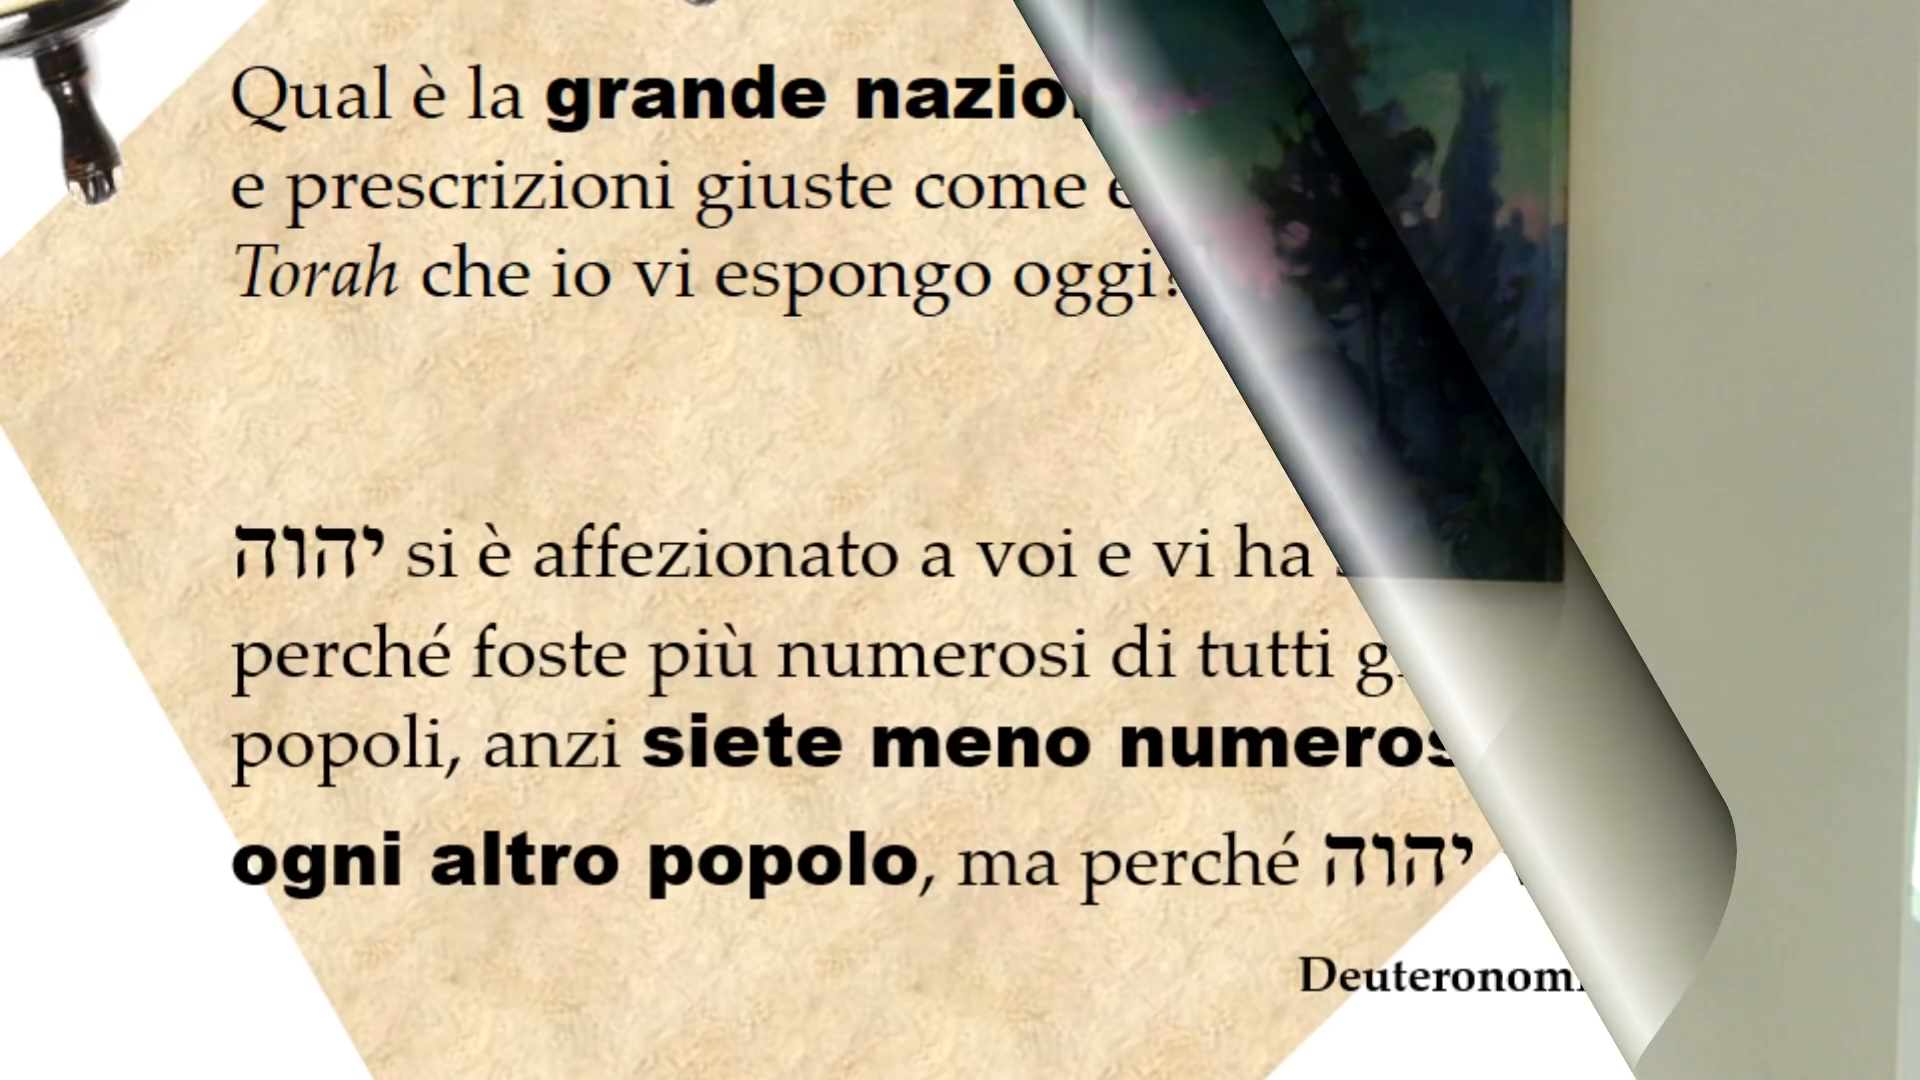 Qual è la grande nazio
e prescrizioni giuste come
Torah che io vi espongo oggi?
יהוה si è affezionato a voi e vi ha
perché foste più numerosi di tutti
popoli, anzi siete meno numeros
ogni altro popolo, ma perché יהוה
Deuteronom